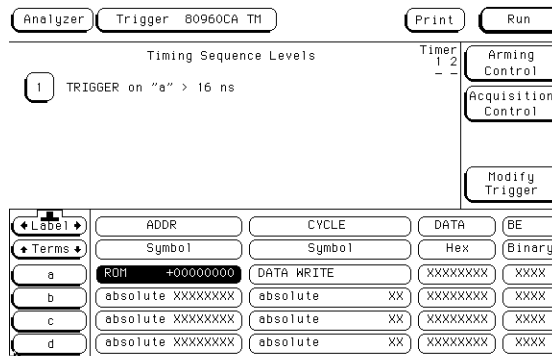 Analyzer Trigger 80960CA TM Print Run
Timing Sequence Levels
Timer
1 2
- -
Arming
Control
1 TRIGGER on "a" > 16 ns
Acquisition
Control
Modify
Trigger
Label ADDR CYCLE DATA BE
Terms Symbol Symbol Hex Binary
a ROM +00000000 DATA WRITE XXXXXXXX XXXX
b absolute XXXXXXXX absolute XX XXXXXXXX XXXX
c absolute XXXXXXXX absolute XX XXXXXXXX XXXX
d absolute XXXXXXXX absolute XX XXXXXXXX XXXX